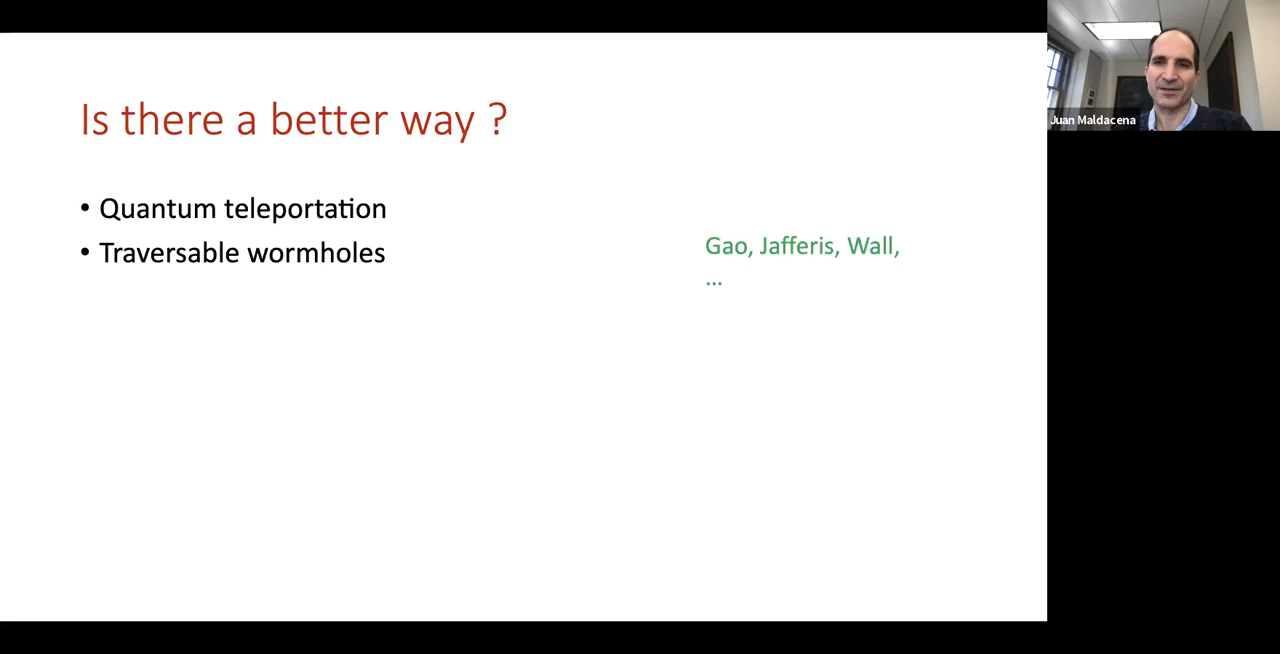 Is there a better way ?
• Quantum teleportation
• Traversable wormholes
Gao, Jafferis, Wall,
...
Juan Maldacena